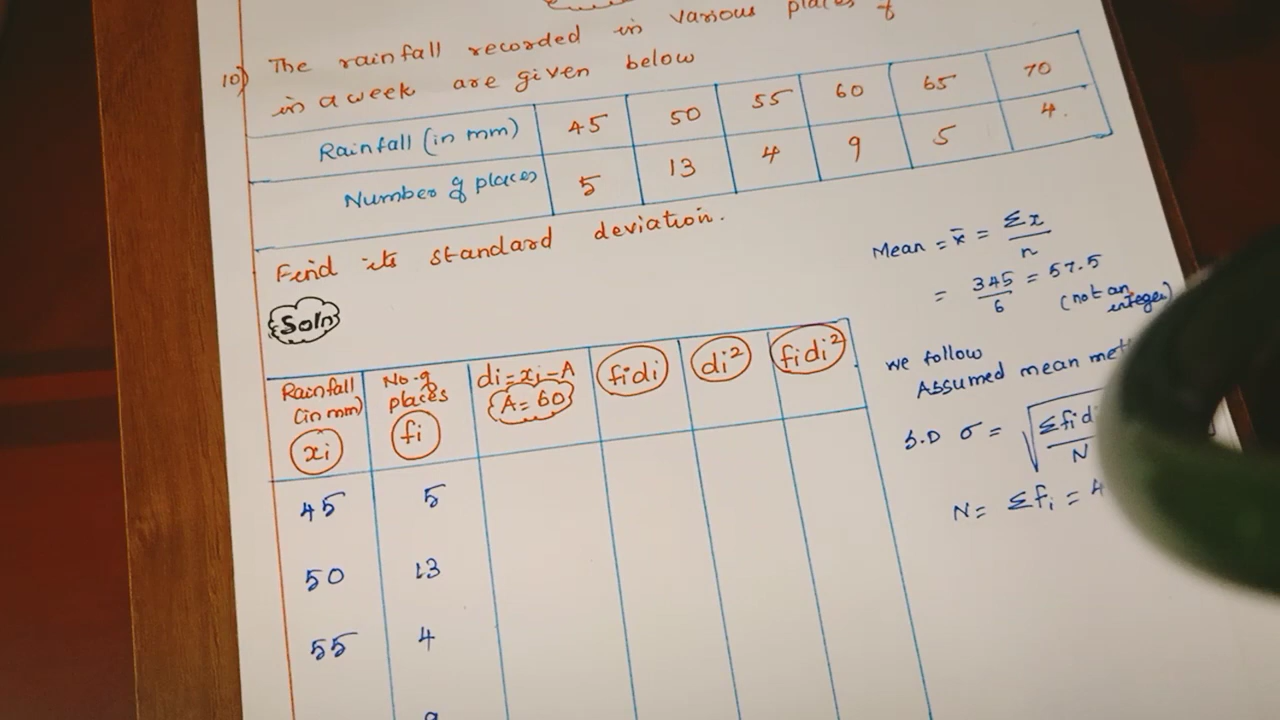 10) The rainfall recorded in various places of
in a week are given below
Rainfall (in mm) 45 50 55 60 65 70
Number of places 5 13 4 9 5 4.
Find its standard deviation.
Soln
Mean = x̄ = Σx/n
= 345/6 = 57.5
(not an
integer)
We follow
Assumed mean
S.D σ = √ Σfid
N
N = Σfi =
Rainfall (in mm) xi
No. of places fi
di = xi - A
A = 60
fidi
di²
fidi²
45 5
50 13
55 4